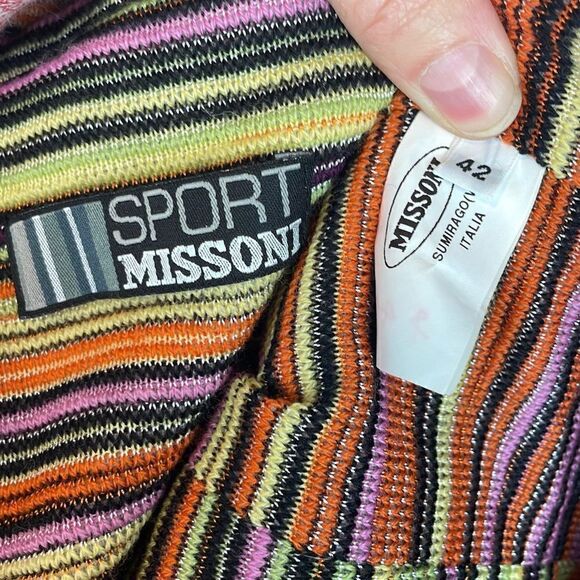 SPORT
MISSONI
42
MISSONI
SUMIRAGO(V
ITALIA